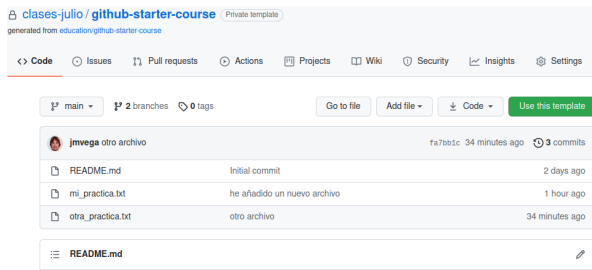 clases-julio / github-starter-course Private template
generated from education/github-starter-course
<> Code Issues Pull requests Actions Projects Wiki Security Insights Settings
main 2 branches 0 tags Go to file Add file Code Use this template
jmvega otro archivo fa7bb1c 34 minutes ago 3 commits
README.md Initial commit 2 days ago
mi_practica.txt he añadido un nuevo archivo 1 hour ago
otra_practica.txt otro archivo 34 minutes ago
README.md